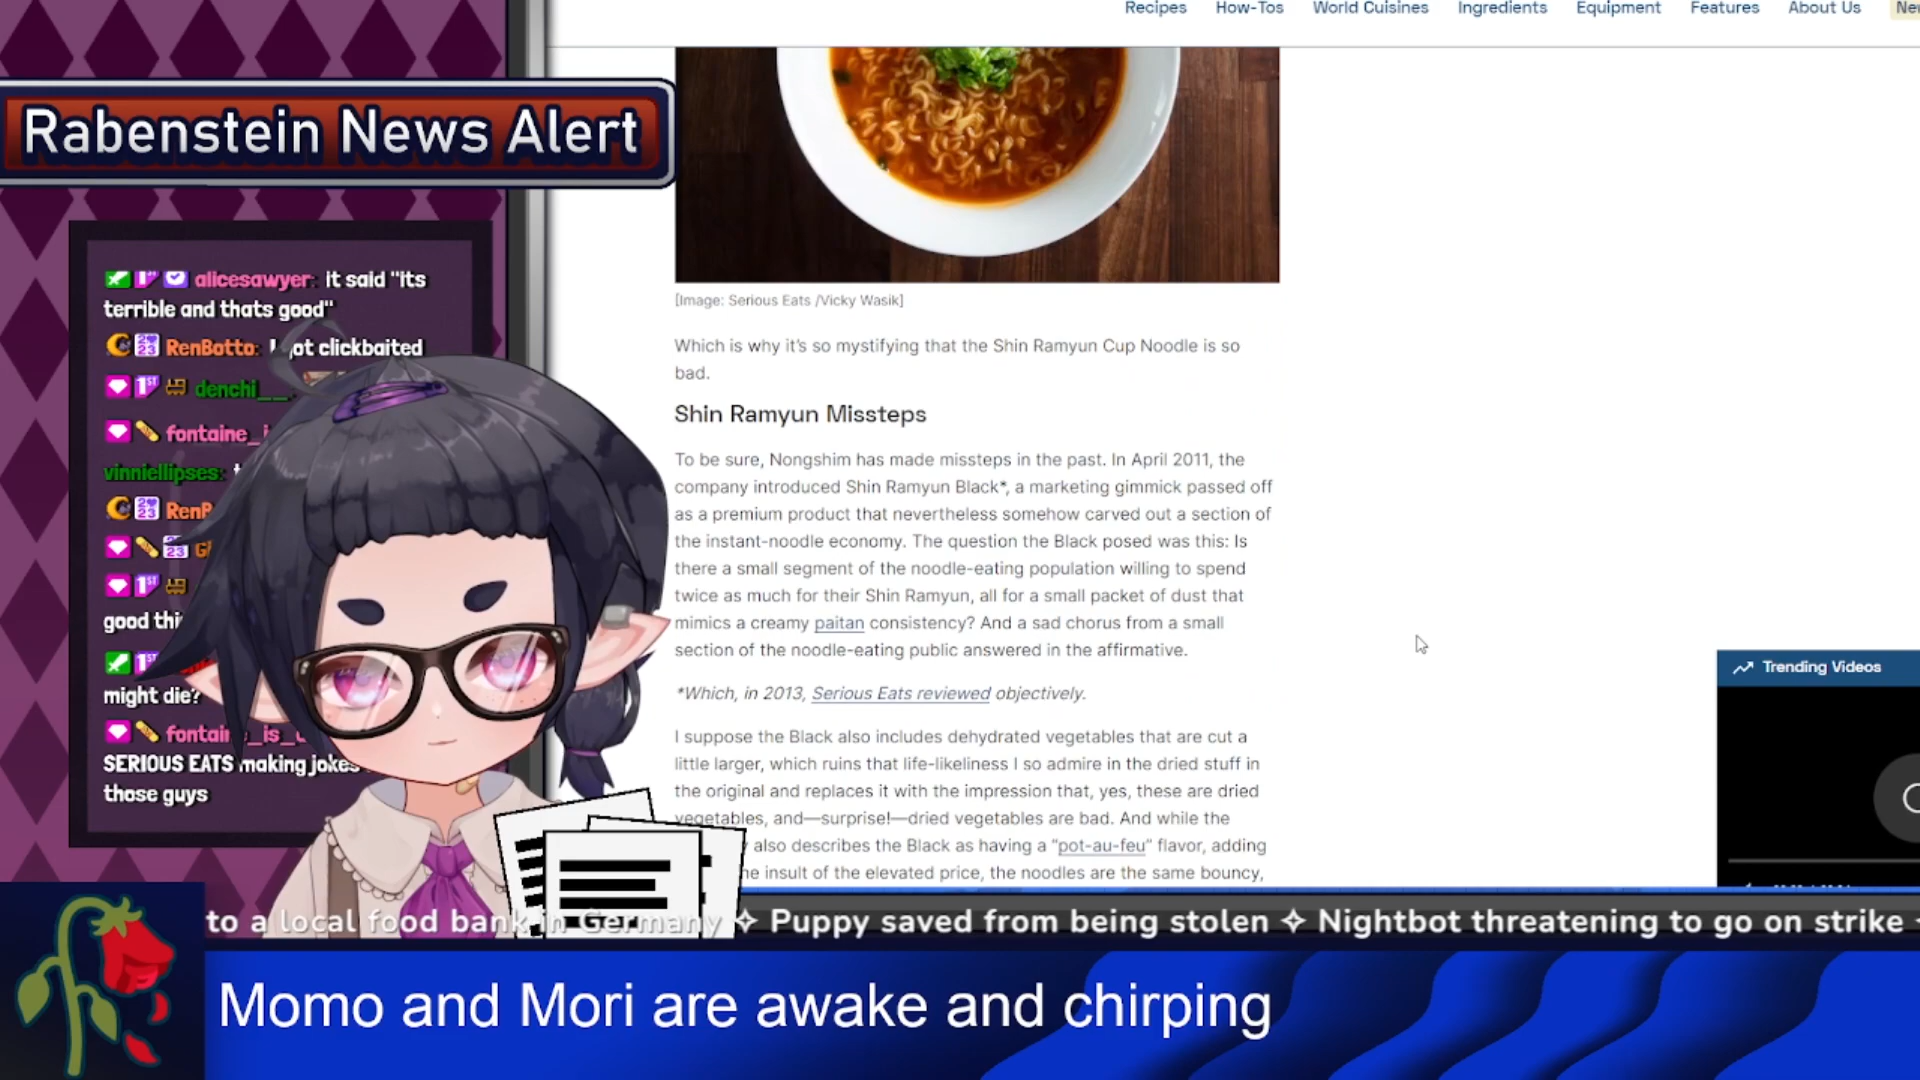 Recipes How-Tos World Cuisines Ingredients Equipment Features About Us
Rabenstein News Alert
alicesawyer: it said "its
terrible and thats good"
RenBotto: I got clickbaited
denchi__
fontaine_i
vinniellipses:
RenB
good thi
might die?
fontain _is_
SERIOUS EATS making jokes
those guys
[Image: Serious Eats /Vicky Wasik]
Which is why it's so mystifying that the Shin Ramyun Cup Noodle is so
bad.
Shin Ramyun Missteps
To be sure, Nongshim has made missteps in the past. In April 2011, the
company introduced Shin Ramyun Black*, a marketing gimmick passed off
as a premium product that nevertheless somehow carved out a section of
the instant-noodle economy. The question the Black posed was this: Is
there a small segment of the noodle-eating population willing to spend
twice as much for their Shin Ramyun, all for a small packet of dust that
mimics a creamy paitan consistency? And a sad chorus from a small
section of the noodle-eating public answered in the affirmative.
*Which, in 2013, Serious Eats reviewed objectively.
I suppose the Black also includes dehydrated vegetables that are cut a
little larger, which ruins that life-likeliness I so admire in the dried stuff in
the original and replaces it with the impression that, yes, these are dried
vegetables, and—surprise!—dried vegetables are bad. And while the
also describes the Black as having a "pot-au-feu" flavor, adding
he insult of the elevated price, the noodles are the same bouncy,
Trending Videos
to a local food bank in Germany ✧ Puppy saved from being stolen ✧ Nightbot threatening to go on strike
Momo and Mori are awake and chirping